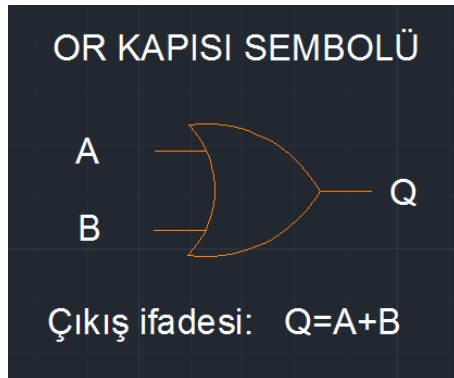 OR KAPISI SEMBOLÜ
A
B
Q
Çıkış ifadesi: Q=A+B